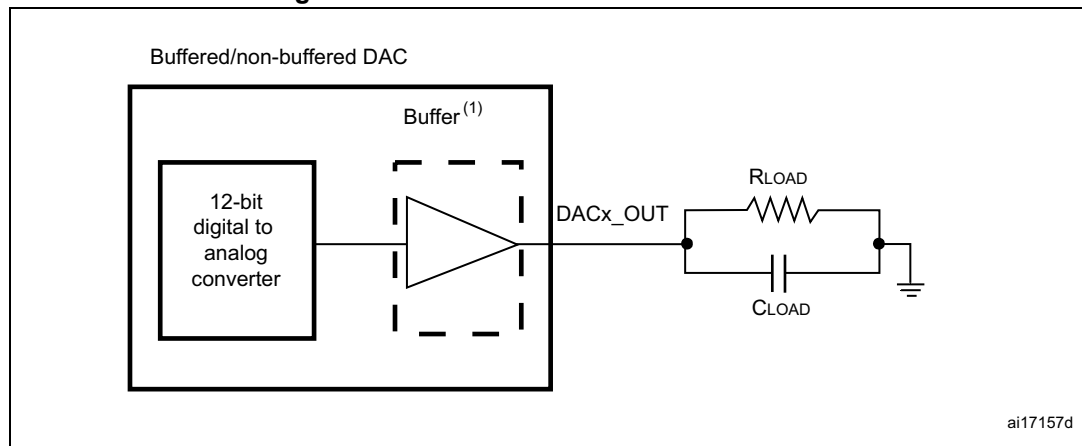 Buffered/non-buffered DAC
Buffer (1)
12-bit
digital to
analog
converter
DACx_OUT
RLOAD
CLOAD
ai17157d